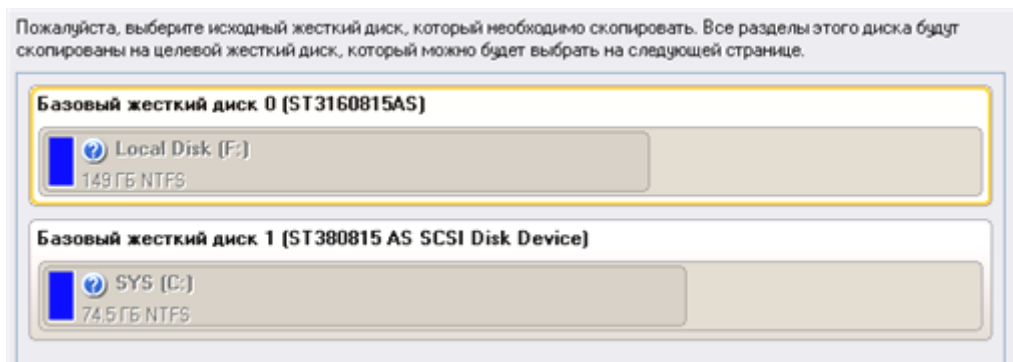 Пожалуйста, выберите исходный жесткий диск, который необходимо скопировать. Все разделы этого диска будут
скопированы на целевой жесткий диск, который можно будет выбрать на следующей странице.
Базовый жесткий диск 0 (ST3160815AS)
Local Disk (F:)
149 ГБ NTFS
Базовый жесткий диск 1 (ST380815 AS SCSI Disk Device)
SYS (C:)
74.5 ГБ NTFS